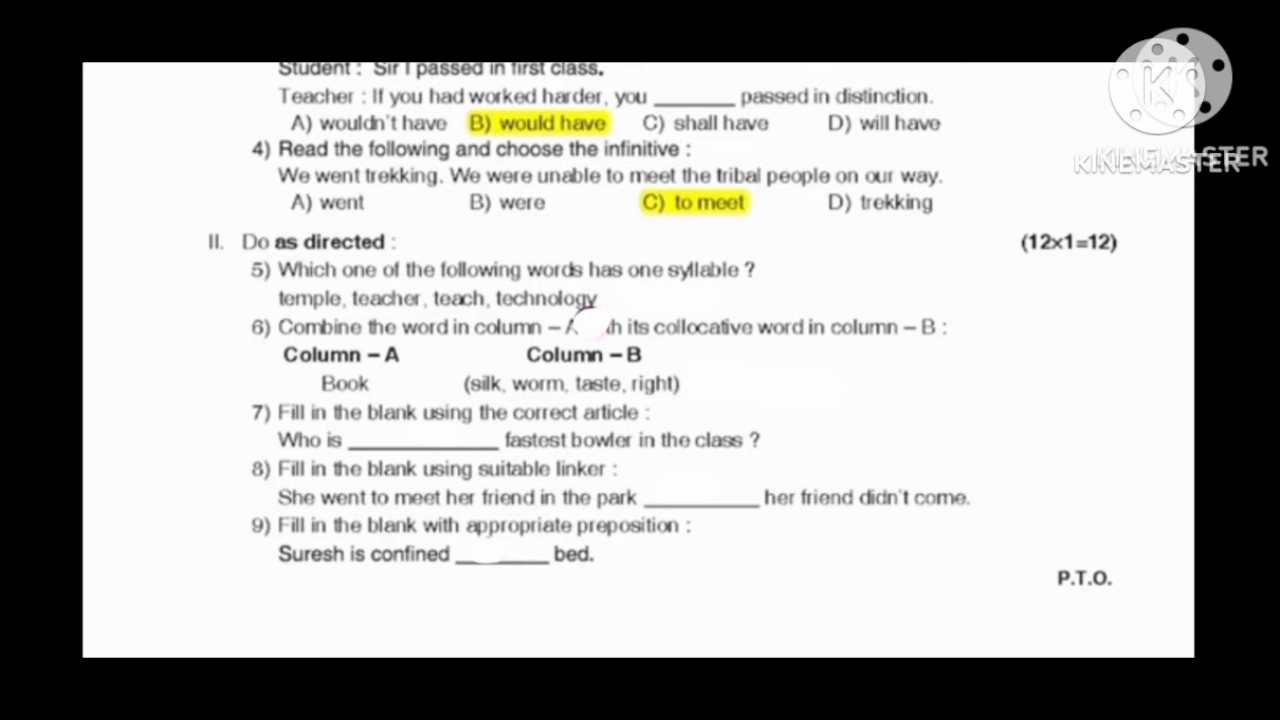 Student : Sir I passed in first class.
Teacher : If you had worked harder, you ________ passed in distinction.
A) wouldn't have B) would have C) shall have D) will have
4) Read the following and choose the infinitive :
We went trekking. We were unable to meet the tribal people on our way.
A) went B) were C) to meet D) trekking
II. Do as directed : (12x1=12)
5) Which one of the following words has one syllable ?
temple, teacher, teach, technology
6) Combine the word in column – its collocative word in column – B :
Column – A Column – B
Book (silk, worm, taste, right)
7) Fill in the blank using the correct article :
Who is ______________ fastest bowler in the class ?
8) Fill in the blank using suitable linker :
She went to meet her friend in the park ___________ her friend didn't come.
9) Fill in the blank with appropriate preposition :
Suresh is confined _________ bed.
P.T.O.
KINEMASTER
KINEMASTER